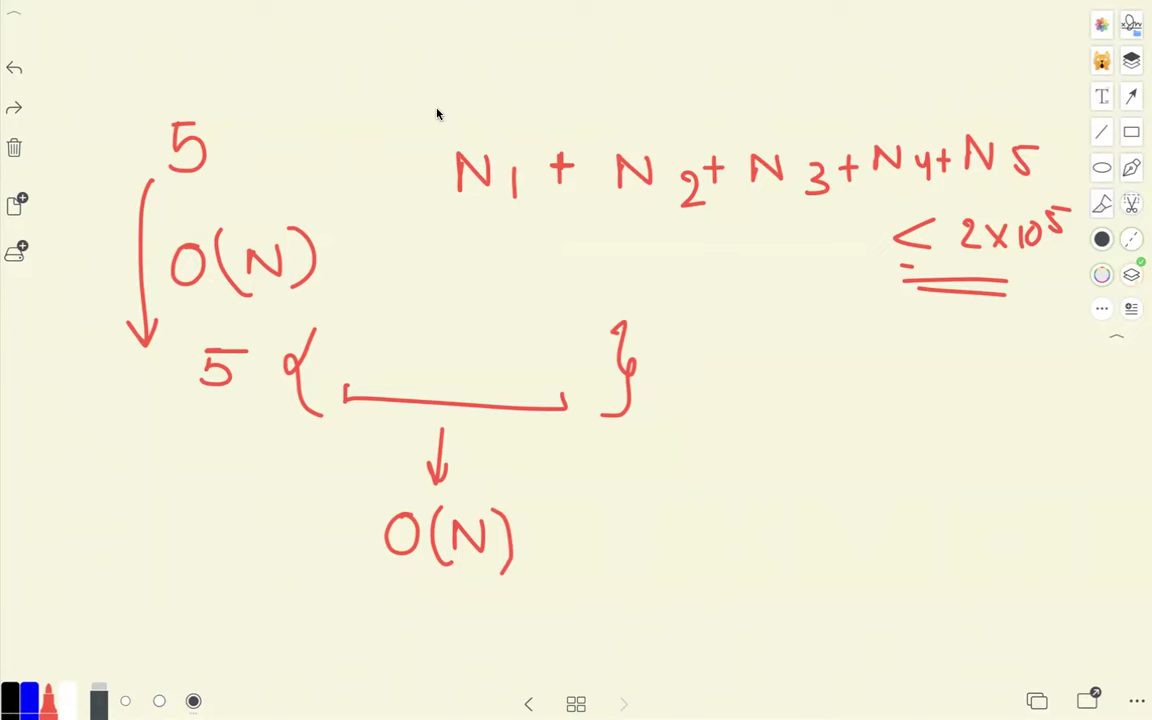 5
N1 + N2 + N3 + N4 + N5
< 2x10^5
O(N)
5 { }
O(N)